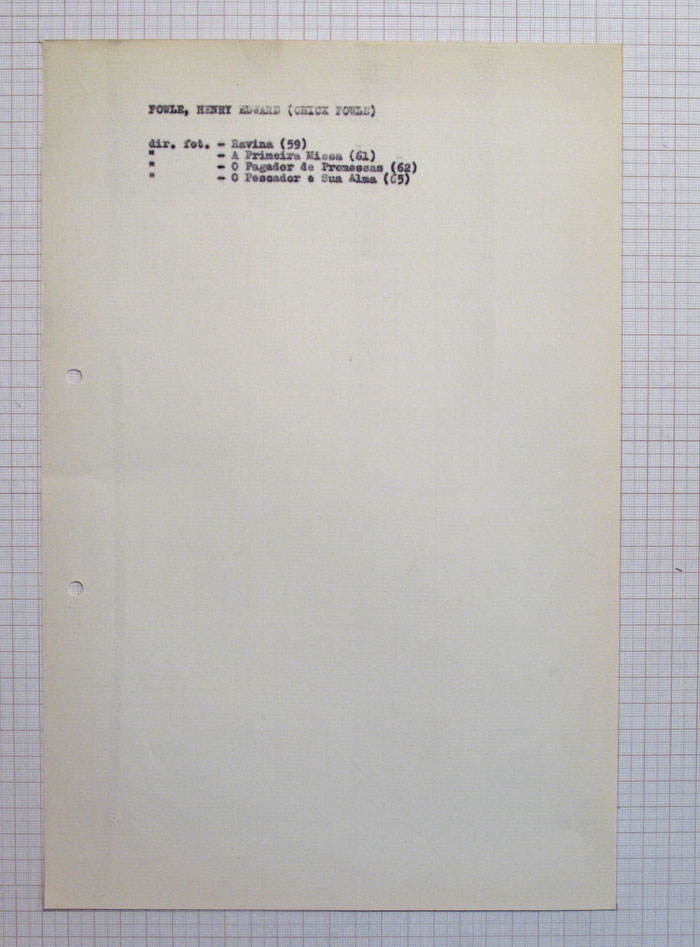 FOWLE, HENRY EDWARD (CHICK FOWLE)
dir. fot. - Ravina (59)
" - A Primeira Missa (61)
" - O Pagador de Promessas (62)
" - O Pescador e Sua Alma (65)